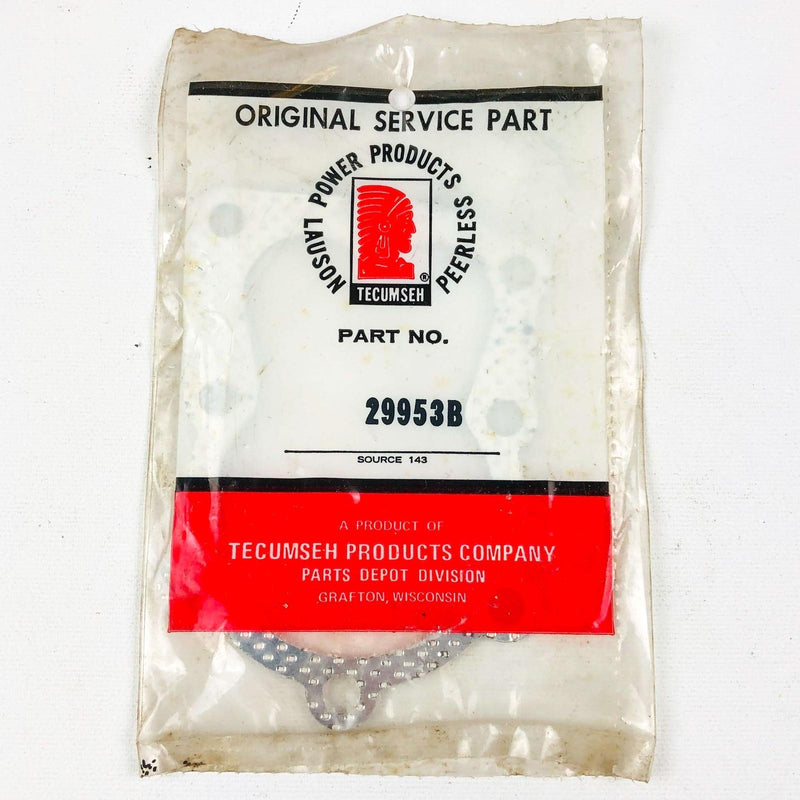 ORIGINAL SERVICE PART
LAUSON POWER PRODUCTS PEERLESS
®
TECUMSEH
PART NO.
29953B
SOURCE 143
A PRODUCT OF
TECUMSEH PRODUCTS COMPANY
PARTS DEPOT DIVISION
GRAFTON, WISCONSIN